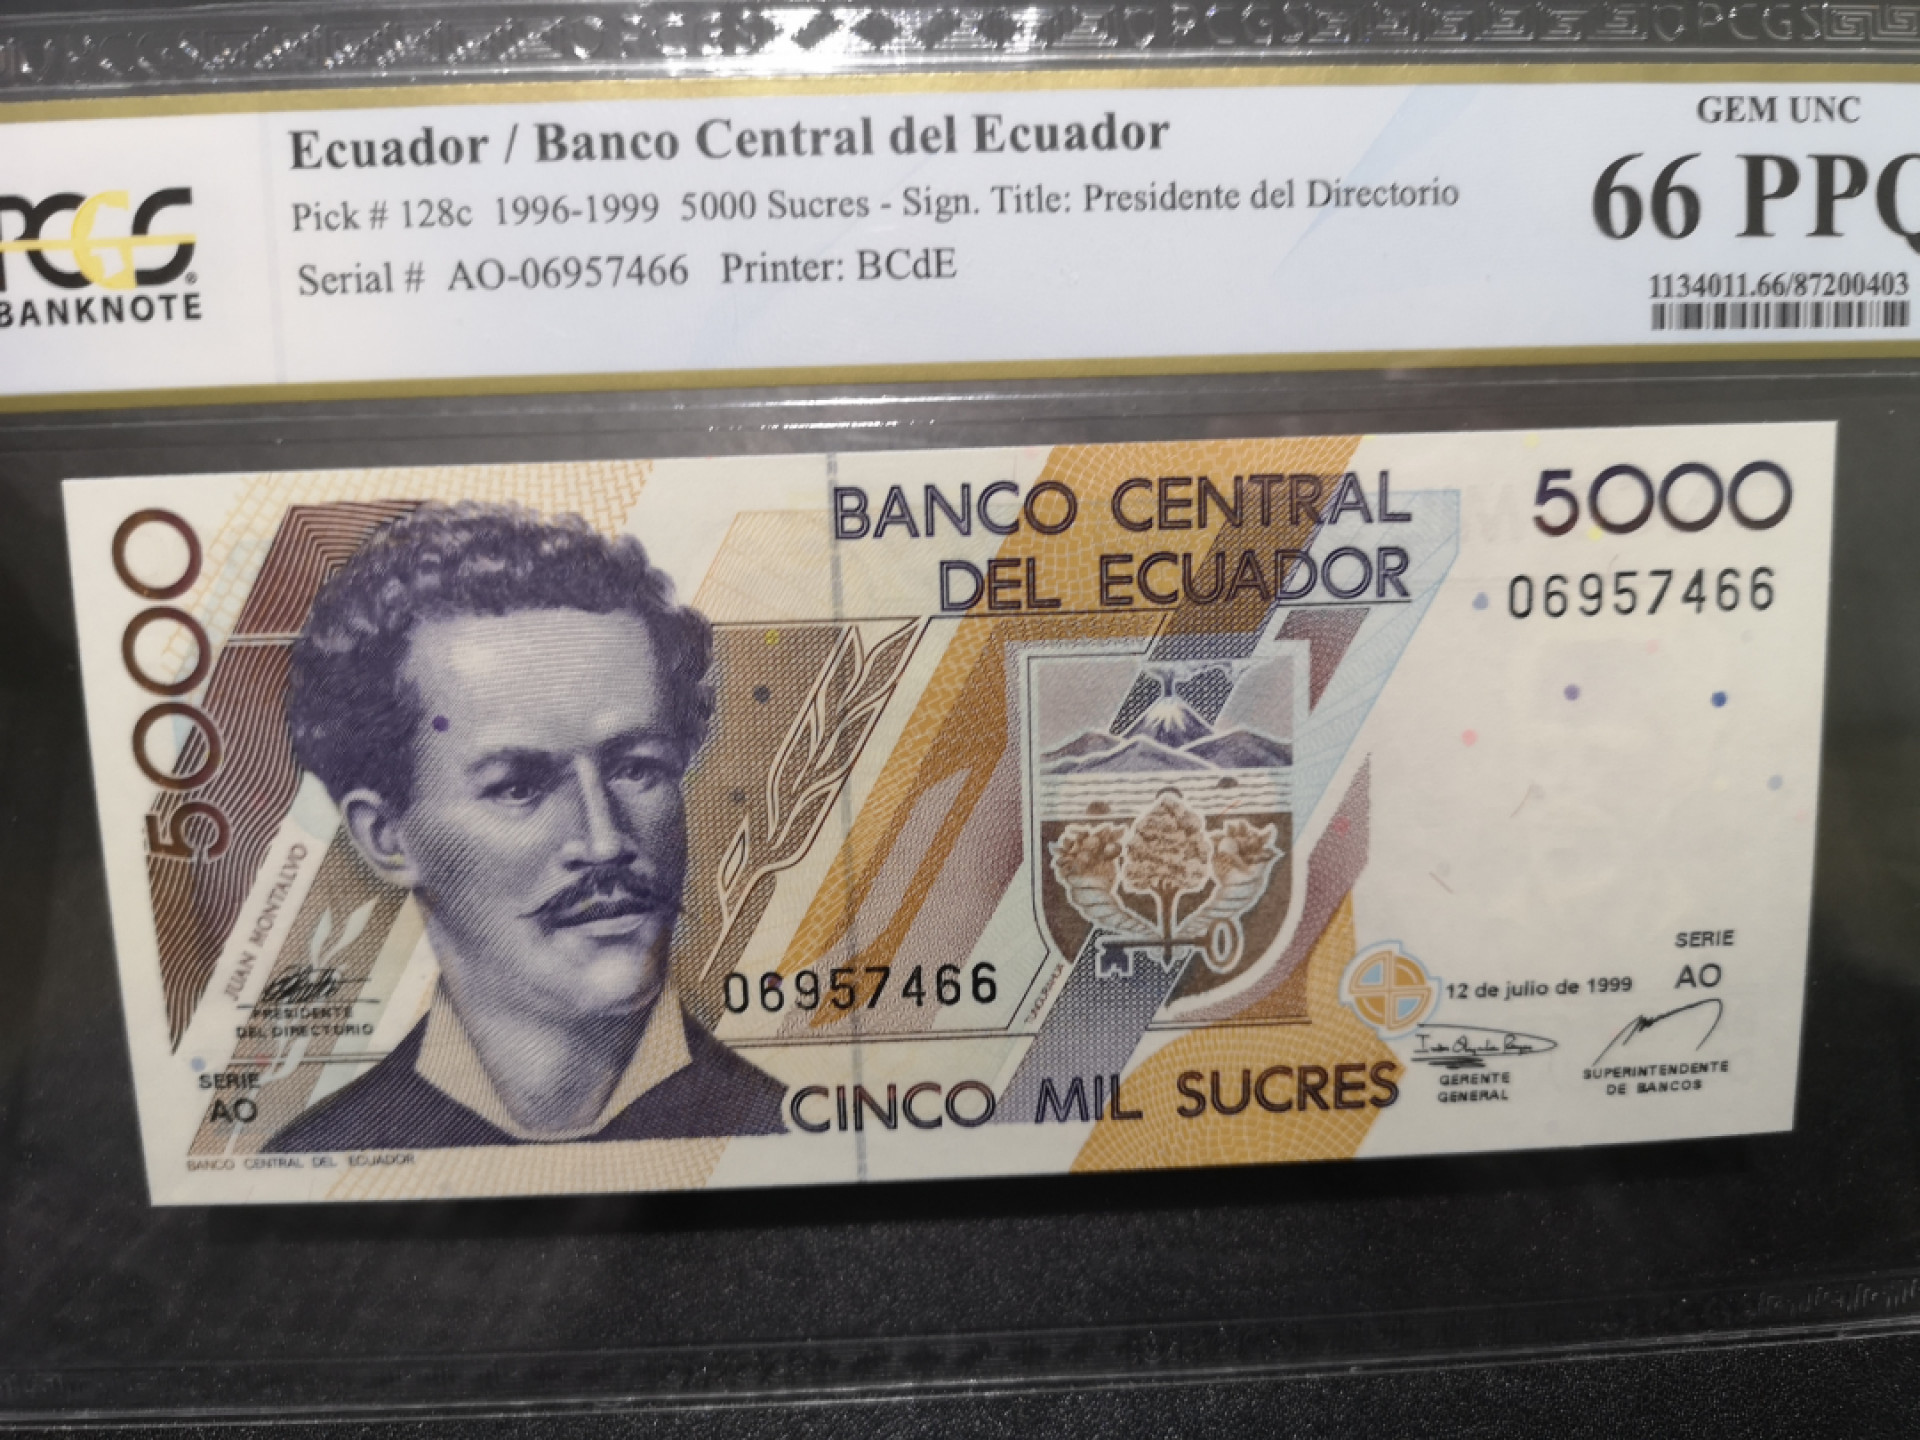 PCGS
BANKNOTE
Ecuador / Banco Central del Ecuador
Pick # 128c 1996-1999 5000 Sucres - Sign. Title: Presidente del Directorio
Serial # AO-06957466 Printer: BCdE
GEM UNC
66 PPQ
1134011.66/87200403
5000
BANCO CENTRAL
DEL ECUADOR
5000
06957466
JUAN MONTALVO
PRESIDENTE
DEL DIRECTORIO
SERIE
AO
BANCO CENTRAL DEL ECUADOR
06957466
CINCO MIL SUCRES
12 de julio de 1999
SERIE
AO
GERENTE
GENERAL
SUPERINTENDENTE
DE BANCOS